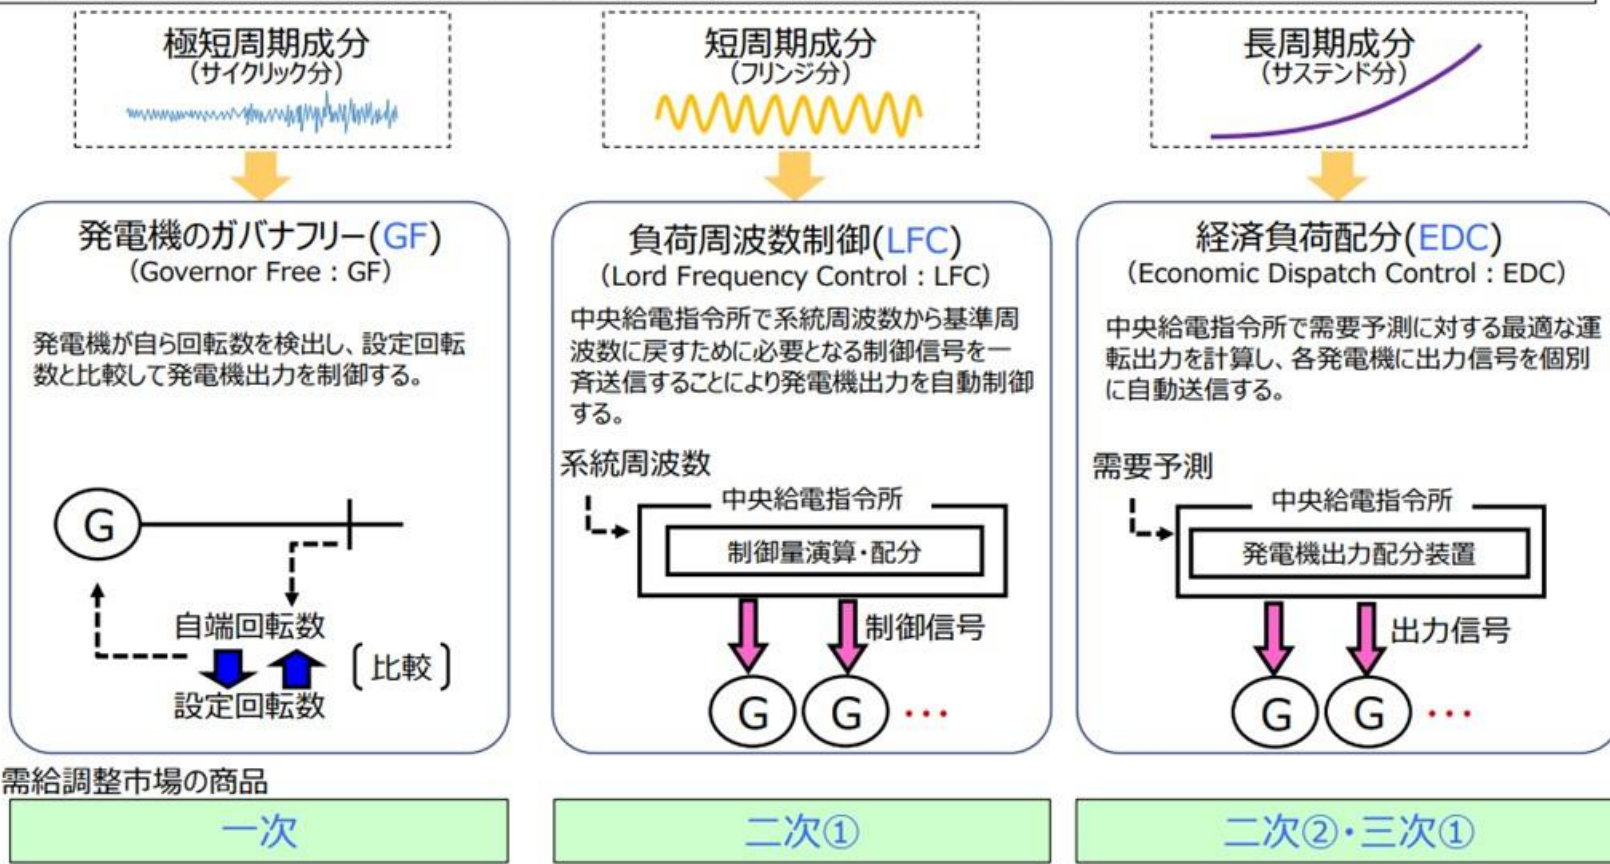 極短周期成分
（サイクリック分）
短周期成分
（フリンジ分）
長周期成分
（サステンド分）
発電機のガバナフリー(GF)
（Governor Free : GF）
発電機が自ら回転数を検出し、設定回転
数と比較して発電機出力を制御する。
G
自端回転数
〔比較〕
設定回転数
負荷周波数制御(LFC)
（Lord Frequency Control : LFC）
中央給電指令所で系統周波数から基準周
波数に戻すために必要となる制御信号を一
斉送信することにより発電機出力を自動制御
する。
系統周波数
中央給電指令所
制御量演算・配分
制御信号
G G ・・・
経済負荷配分(EDC)
（Economic Dispatch Control : EDC）
中央給電指令所で需要予測に対する最適な運
転出力を計算し、各発電機に出力信号を個別
に自動送信する。
需要予測
中央給電指令所
発電機出力配分装置
出力信号
G G ・・・
需給調整市場の商品
一次
二次①
二次②・三次①